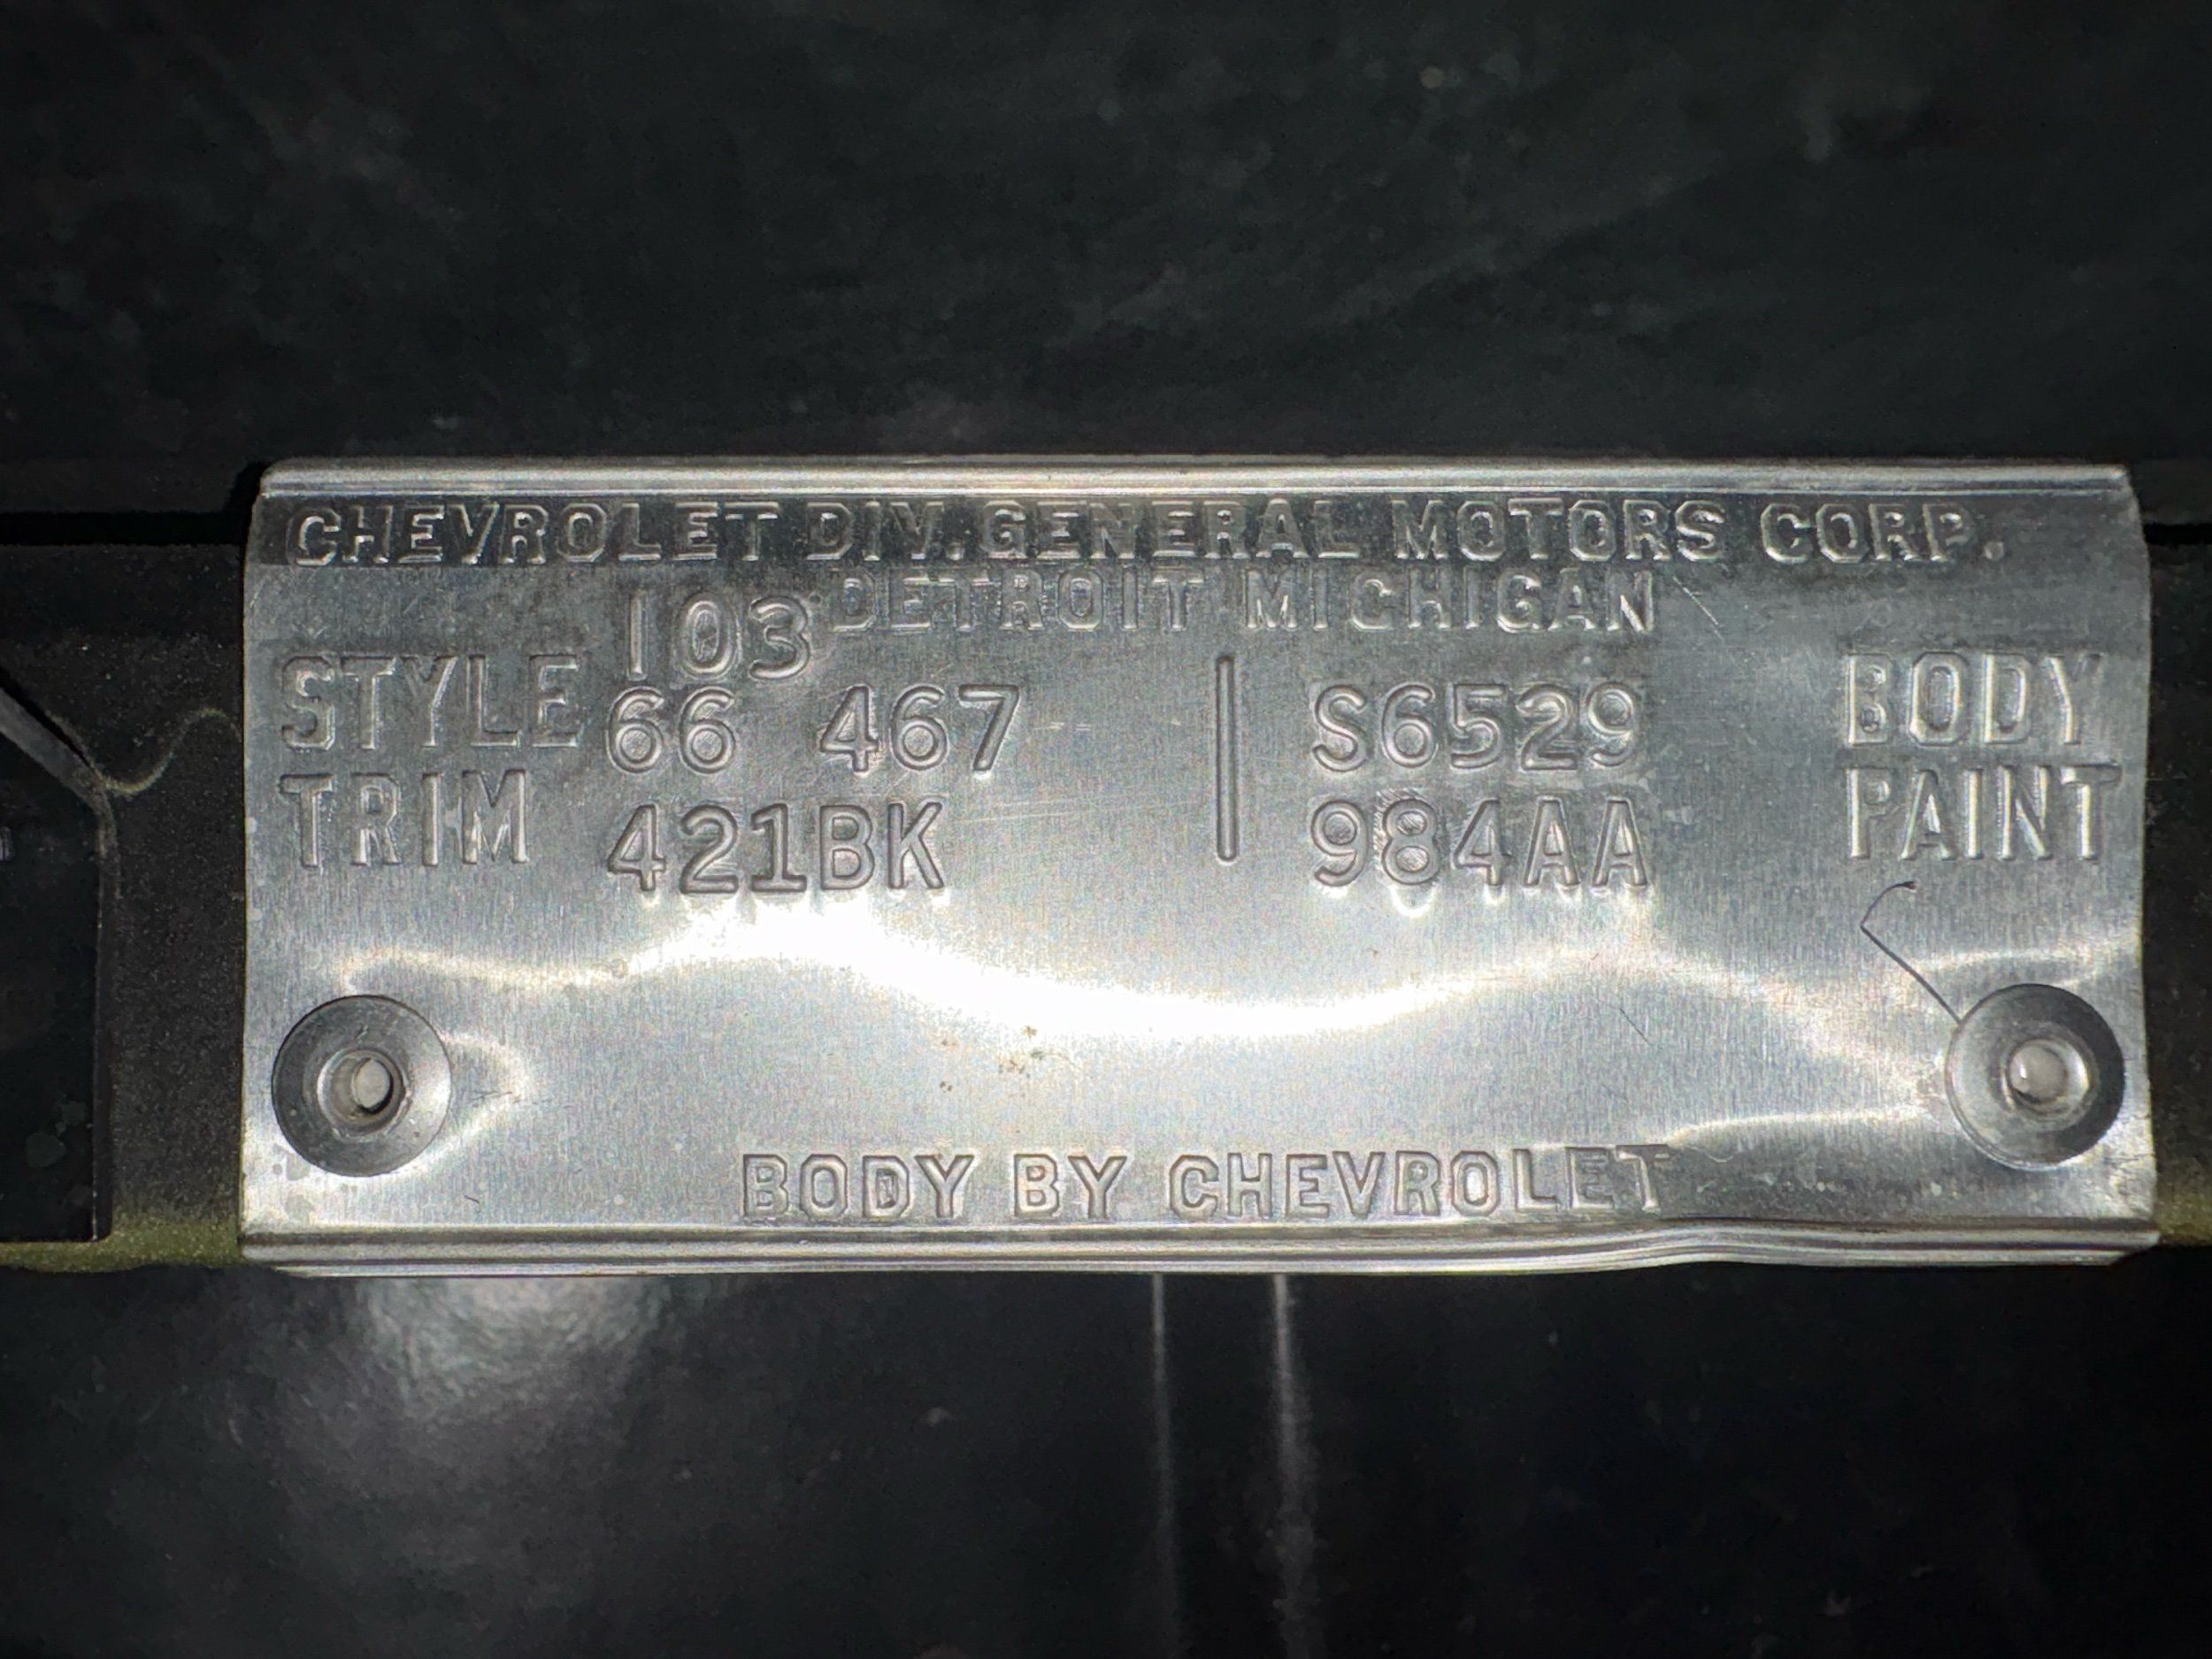 CHEVROLET DIV. GENERAL MOTORS CORP.
DETROIT MICHIGAN
103
STYLE 66 467 | S6529 BODY
TRIM 421BK | 984AA PAINT
BODY BY CHEVROLET